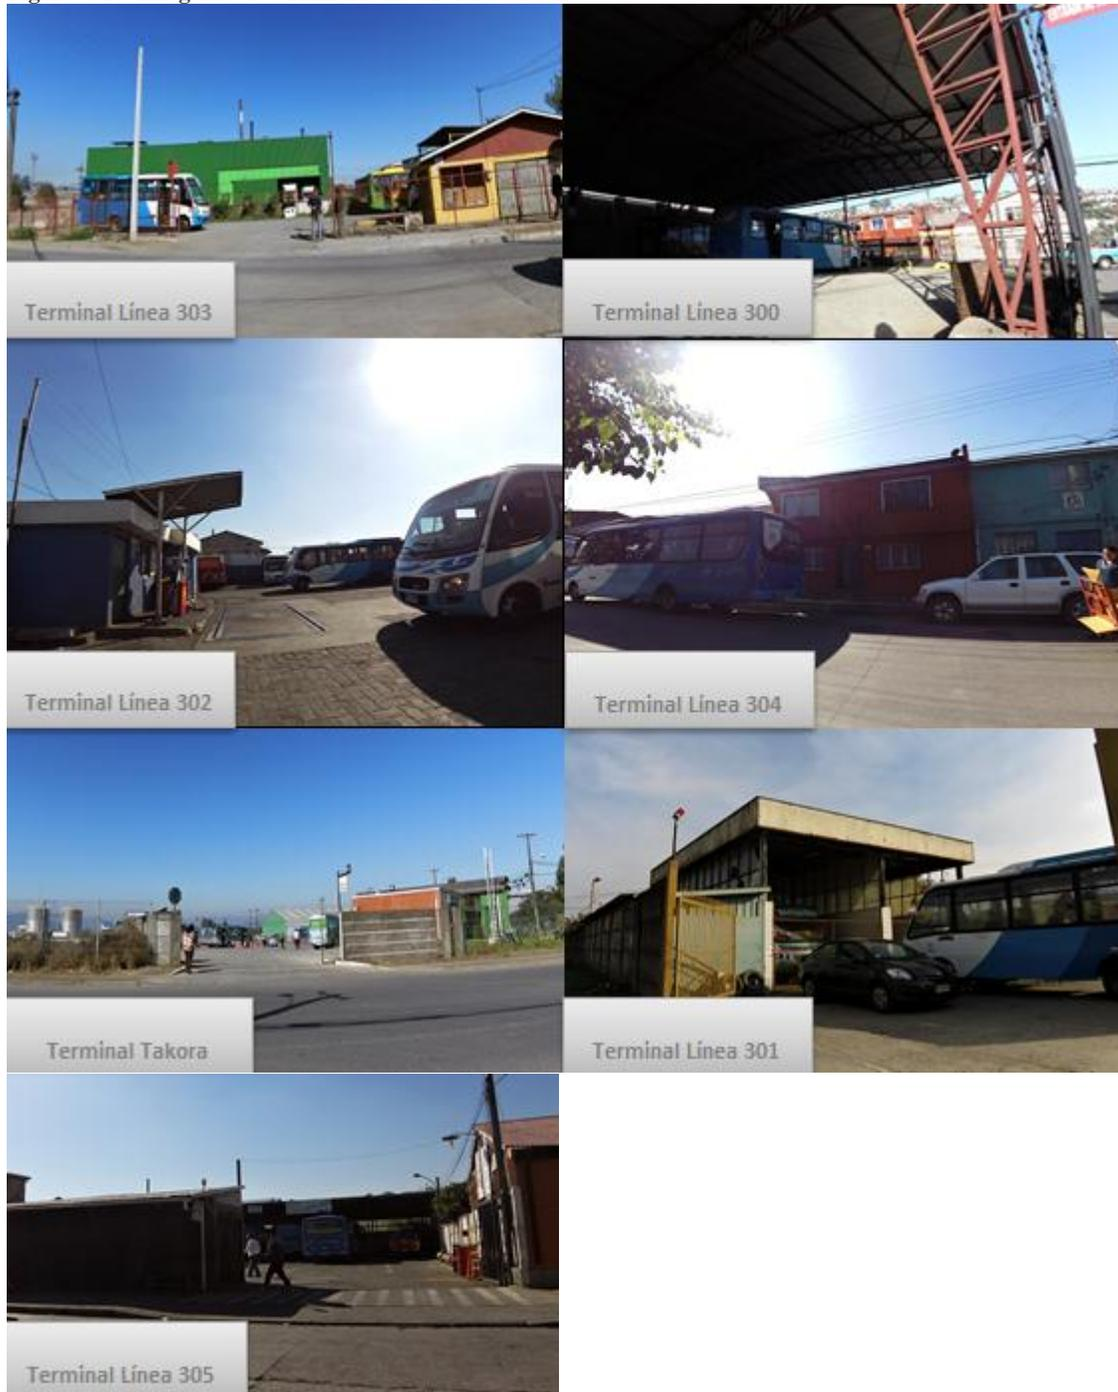 Terminal Línea 303
Terminal Línea 300
Terminal Línea 302
Terminal Línea 304
Terminal Takora
Terminal Línea 301
Terminal Línea 305